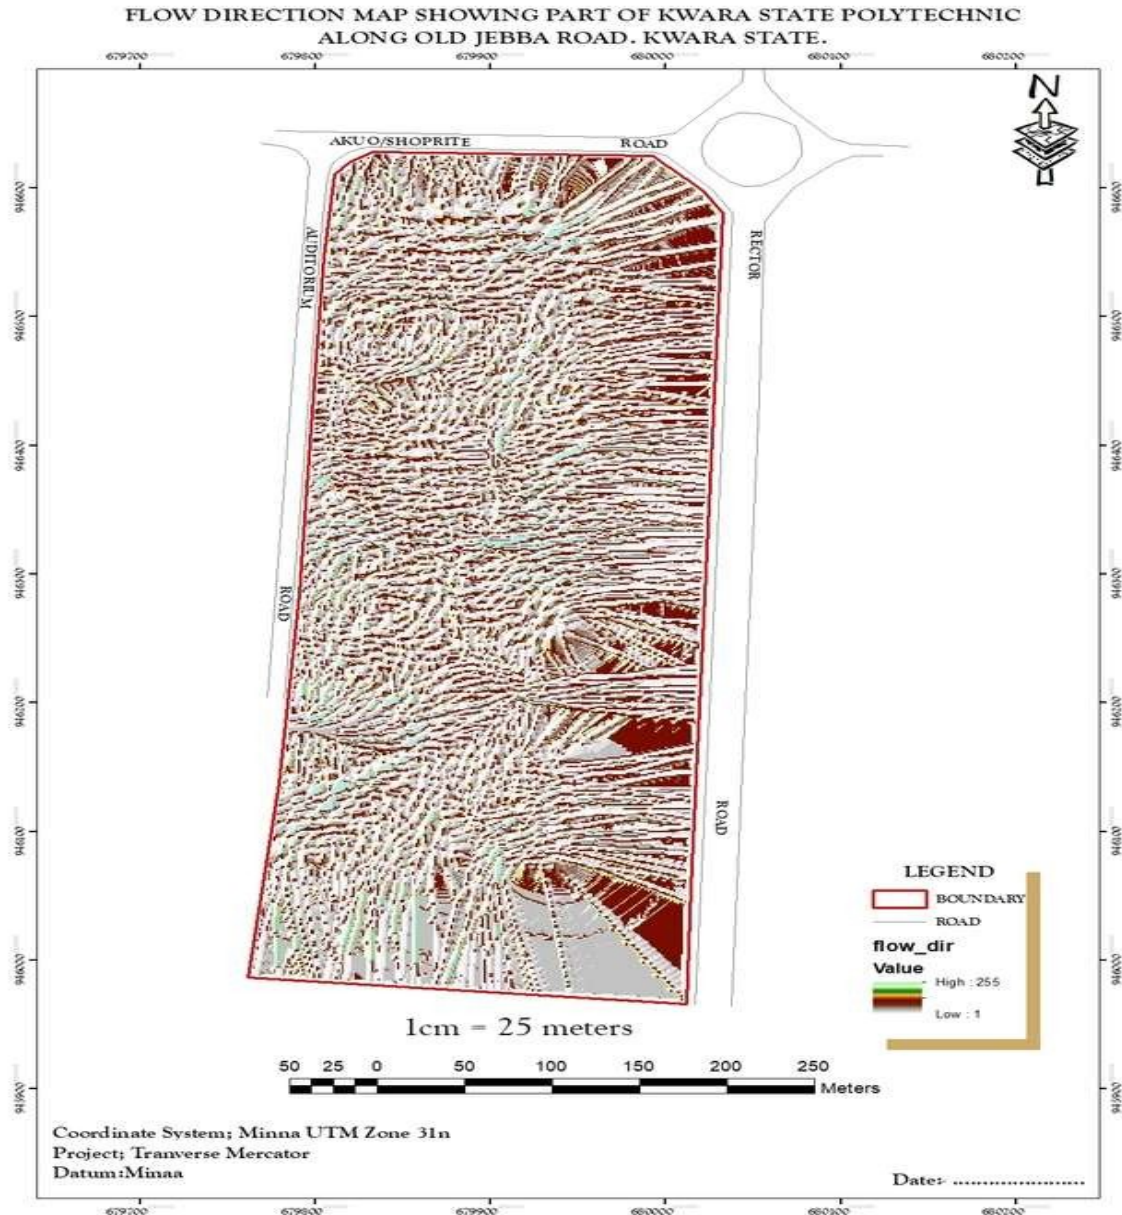 FLOW DIRECTION MAP SHOWING PART OF KWARA STATE POLYTECHNIC
ALONG OLD JEBBA ROAD. KWARA STATE.
N
AKUO/SHOPRITE ROAD
AUDITORIUM
ROAD
RECTOR
ROAD
LEGEND
BOUNDARY
ROAD
flow_dir
Value
High : 255
Low : 1
1cm = 25 meters
50 25 0 50 100 150 200 250
Meters
Coordinate System; Minna UTM Zone 31n
Project; Tranverse Mercator
Datum:Minaa
Date:- .....................